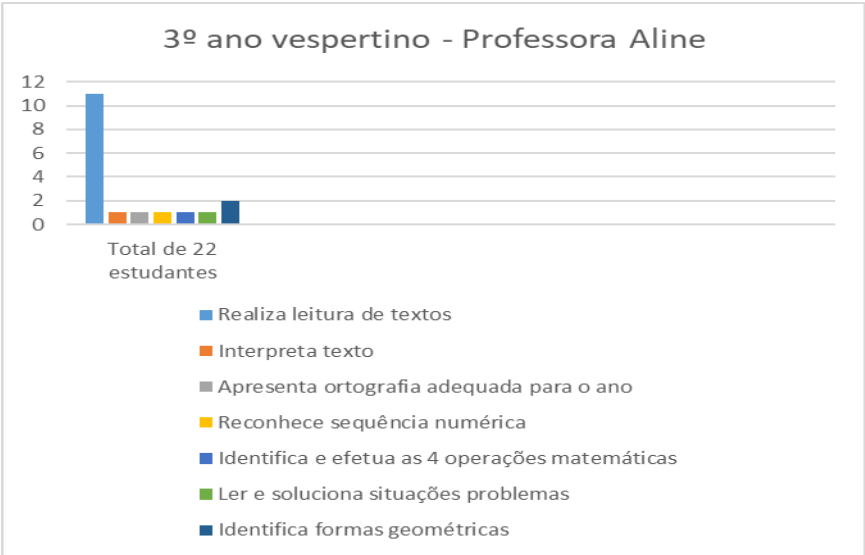 3º ano vespertino - Professora Aline
12
10
8
6
4
2
0
Total de 22
estudantes
Realiza leitura de textos
Interpreta texto
Apresenta ortografia adequada para o ano
Reconhece sequência numérica
Identifica e efetua as 4 operações matemáticas
Ler e soluciona situações problemas
Identifica formas geométricas